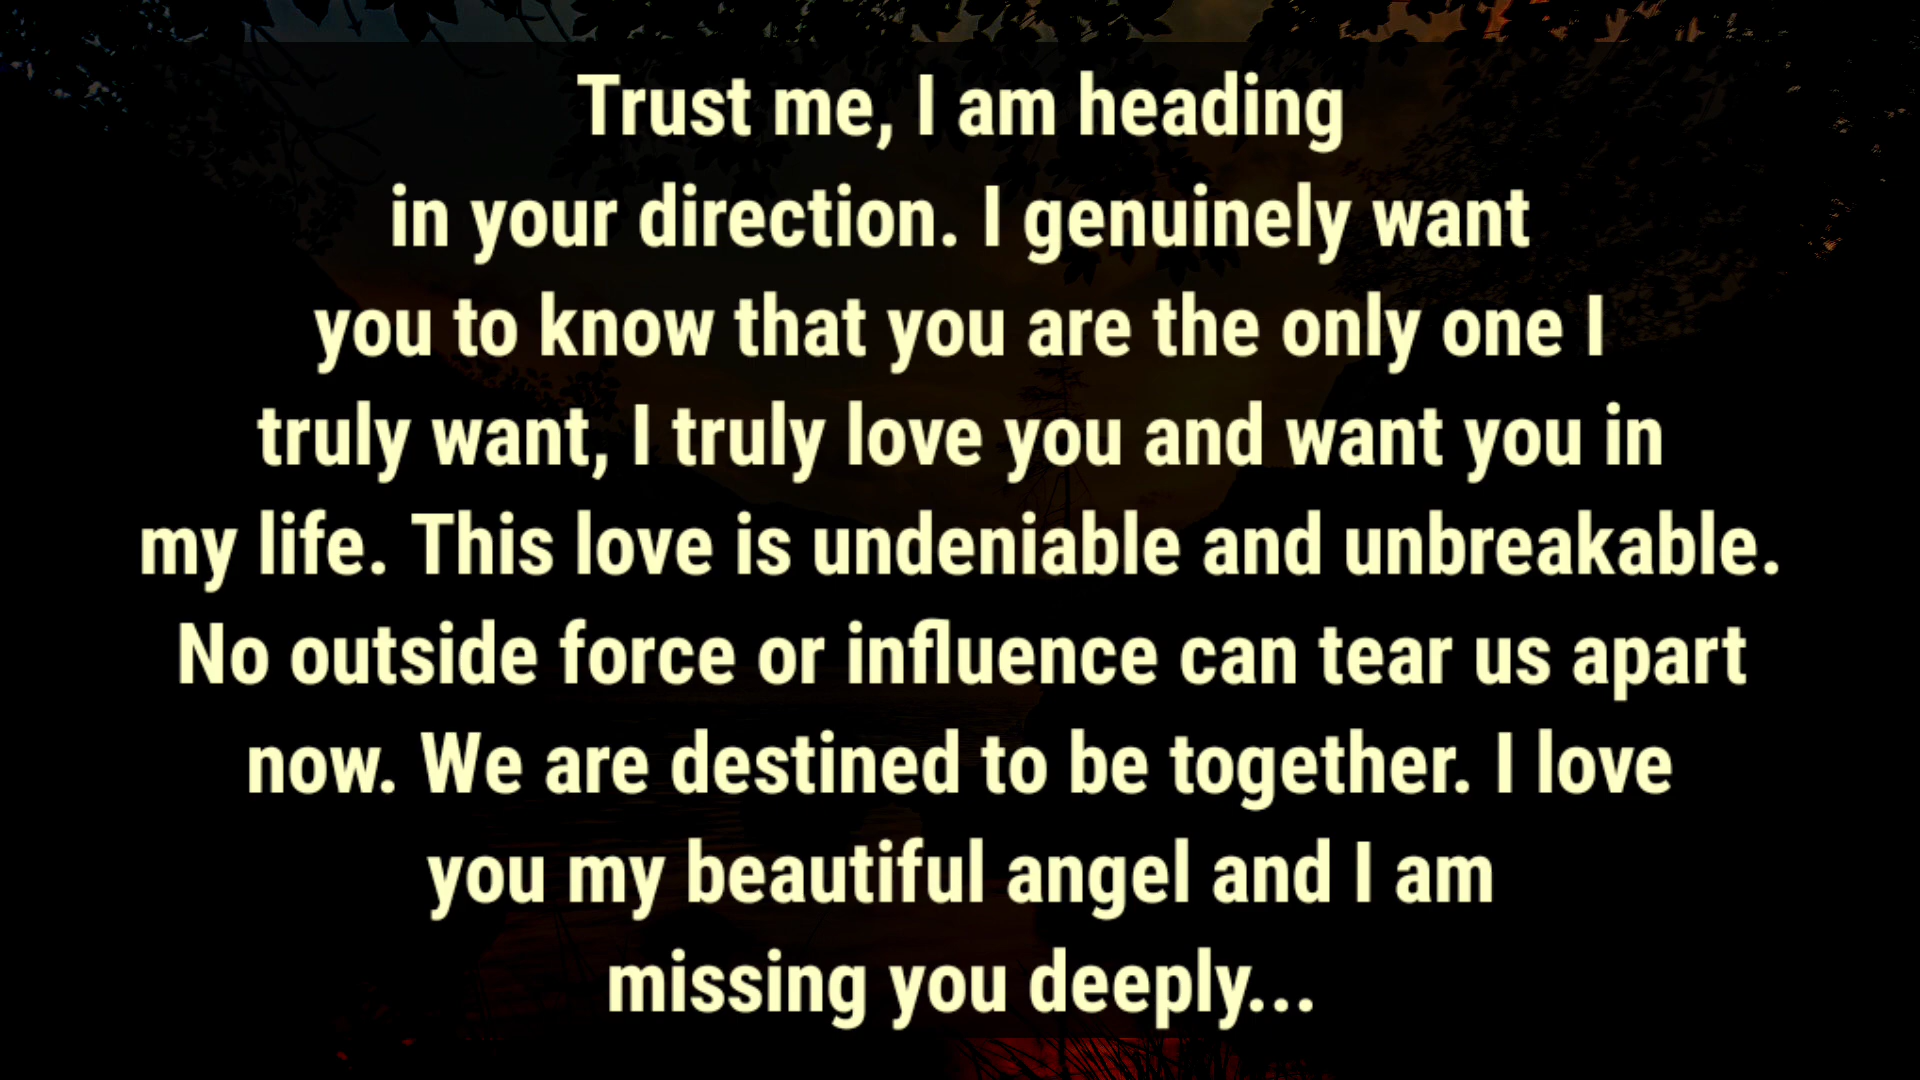 Trust me, I am heading
in your direction. I genuinely want
you to know that you are the only one I
truly want, I truly love you and want you in
my life. This love is undeniable and unbreakable.
No outside force or influence can tear us apart
now. We are destined to be together. I love
you my beautiful angel and I am
missing you deeply...